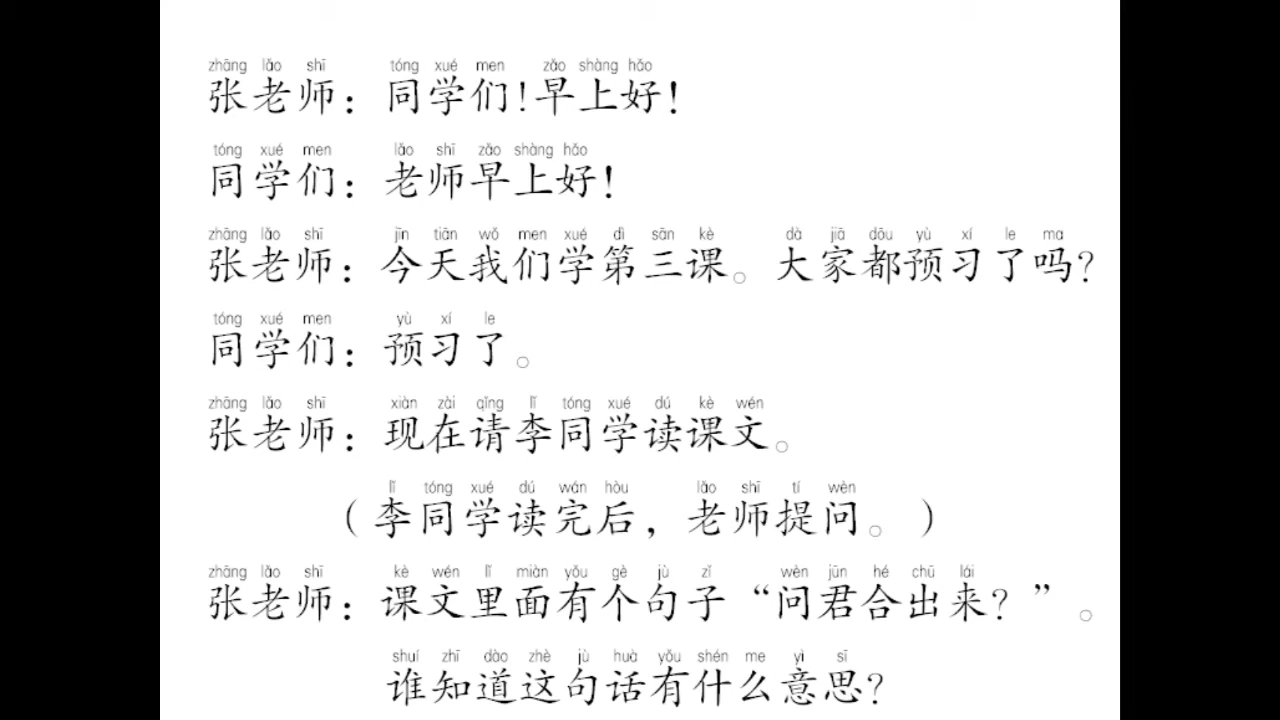 zhāng lǎo shī tóng xué men zǎo shàng hǎo
张老师：同学们！早上好！
tóng xué men lǎo shī zǎo shàng hǎo
同学们：老师早上好！
zhāng lǎo shī jīn tiān wǒ men xué dì sān kè dà jiā dōu yù xí le ma
张老师：今天我们学第三课。大家都预习了吗？
tóng xué men yù xí le
同学们：预习了。
zhāng lǎo shī xiàn zài qǐng lǐ tóng xué dú kè wén
张老师：现在请李同学读课文。
lǐ tóng xué dú wán hòu lǎo shī tí wèn
（李同学读完后，老师提问。）
zhāng lǎo shī kè wén lǐ miàn yǒu gè jù zǐ wèn jūn hé chū lái
张老师：课文里面有个句子“问君合出来？”。
shuí zhī dào zhè jù huà yǒu shén me yì sī
谁知道这句话有什么意思？